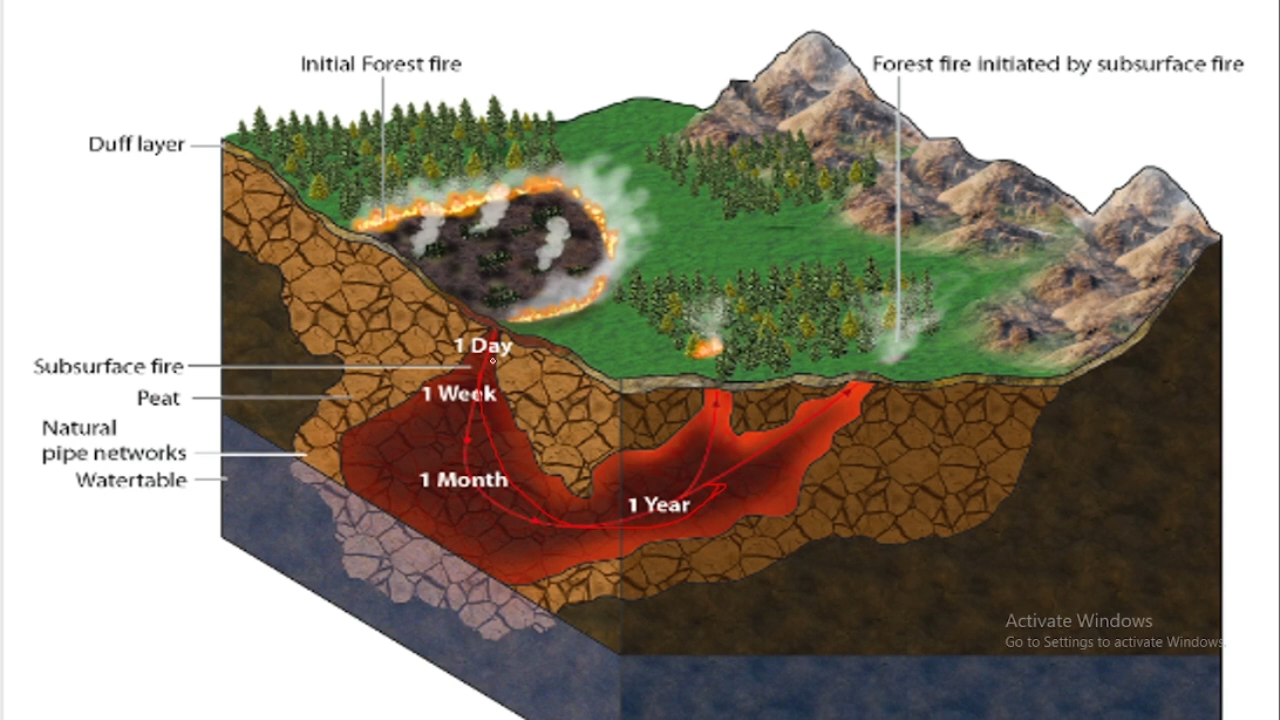 Initial Forest fire
Forest fire initiated by subsurface fire
Duff layer
1 Day
Subsurface fire
1 Week
Peat
Natural
pipe networks
Watertable
1 Month
1 Year
Activate Windows
Go to Settings to activate Windows.